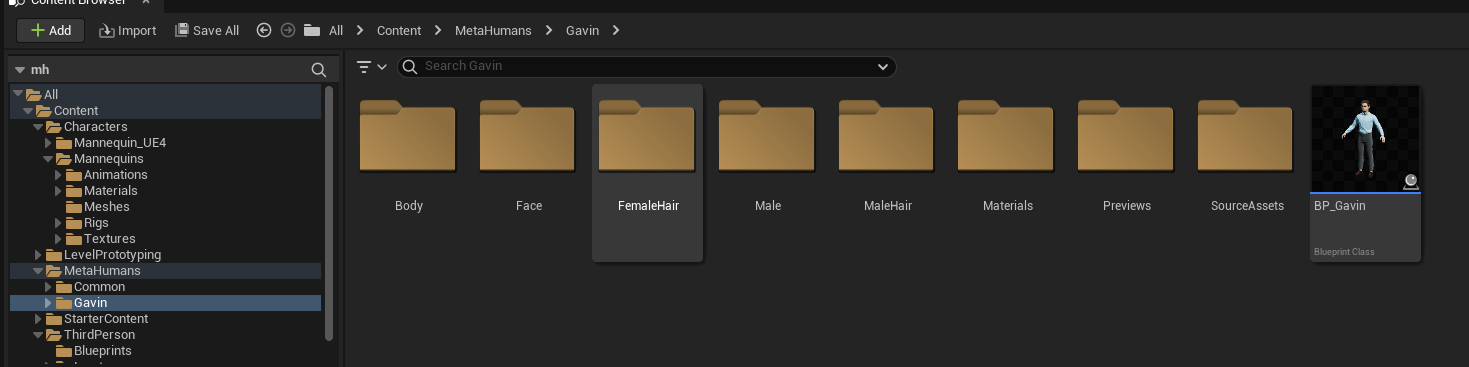 Content Browser
Add
Import
Save All
All
Content
MetaHumans
Gavin
mh
Search Gavin
All
Content
Characters
Mannequin_UE4
Mannequins
Animations
Materials
Meshes
Rigs
Textures
LevelPrototyping
MetaHumans
Common
Gavin
StarterContent
ThirdPerson
Blueprints
Body
Face
FemaleHair
Male
MaleHair
Materials
Previews
SourceAssets
BP_Gavin
Blueprint Class